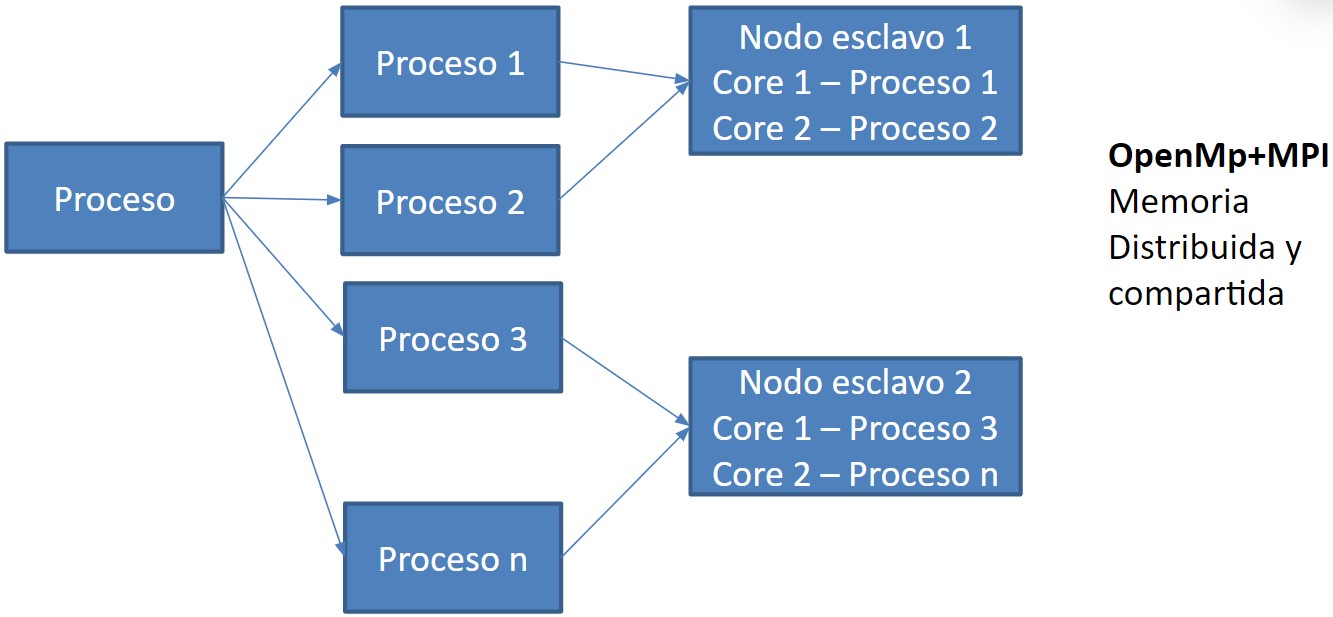 Proceso
Proceso 1
Proceso 2
Proceso 3
Proceso n
Nodo esclavo 1
Core 1 – Proceso 1
Core 2 – Proceso 2
Nodo esclavo 2
Core 1 – Proceso 3
Core 2 – Proceso n
OpenMp+MPI
Memoria
Distribuida y
compartida